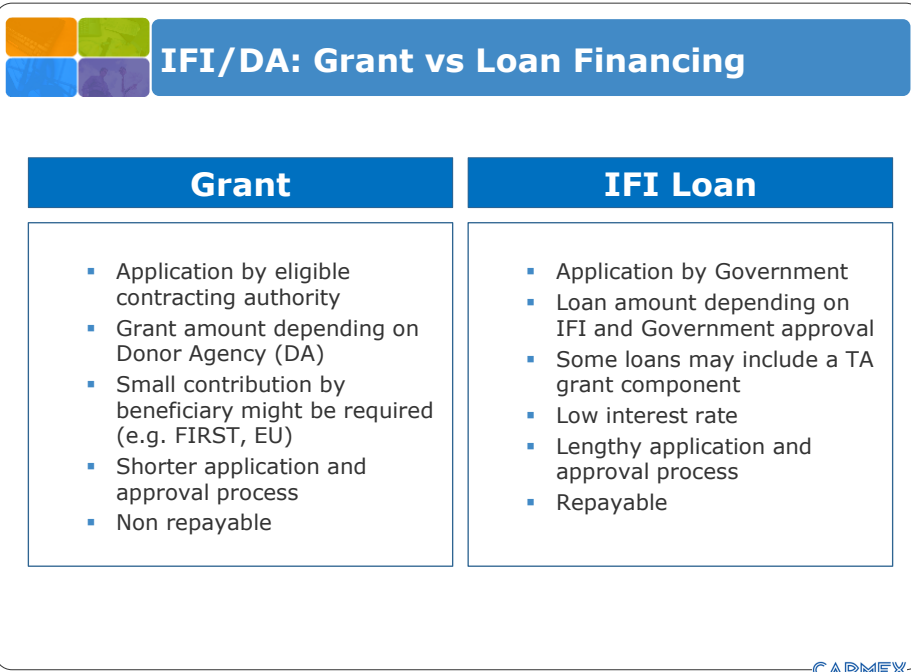 IFI/DA: Grant vs Loan Financing
Grant
▪ Application by eligible
contracting authority
▪ Grant amount depending on
Donor Agency (DA)
▪ Small contribution by
beneficiary might be required
(e.g. FIRST, EU)
▪ Shorter application and
approval process
▪ Non repayable
IFI Loan
▪ Application by Government
▪ Loan amount depending on
IFI and Government approval
▪ Some loans may include a TA
grant component
▪ Low interest rate
▪ Lengthy application and
approval process
▪ Repayable
CARMEX